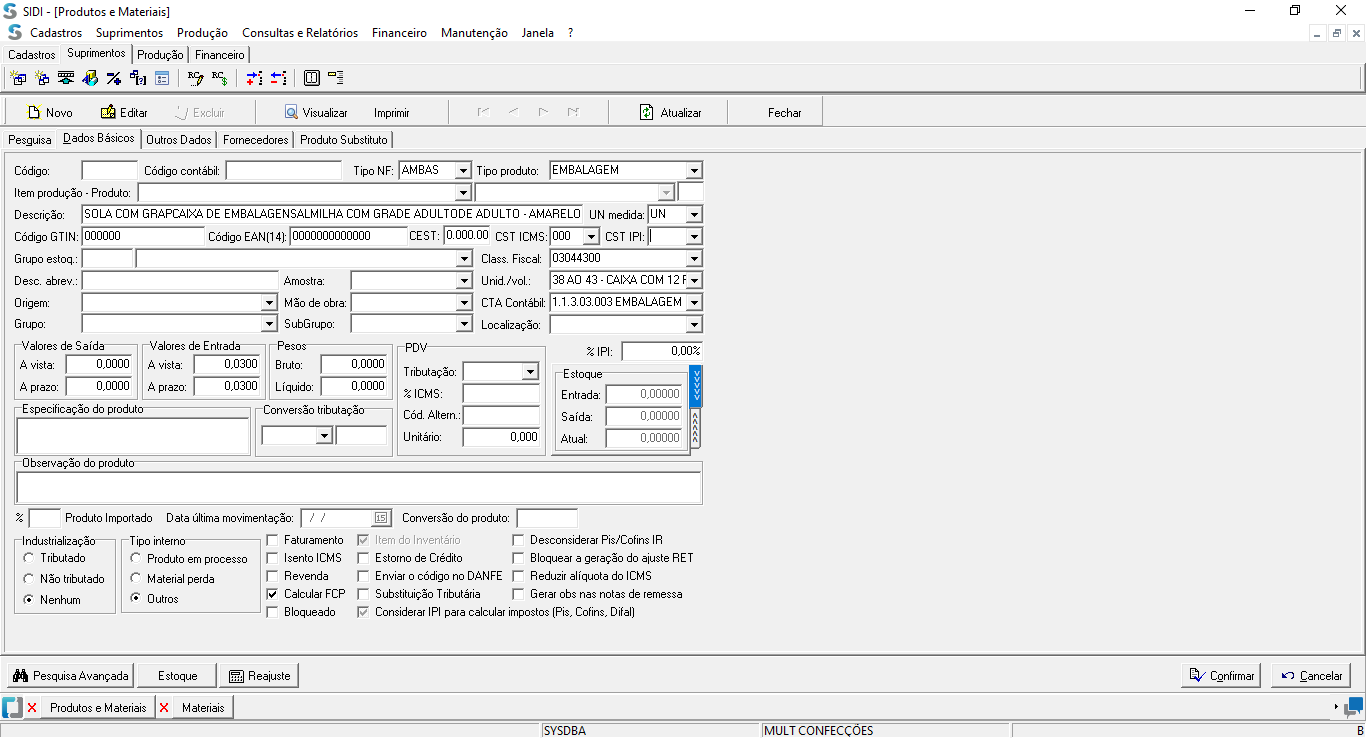 SIDI - [Produtos e Materiais]
Cadastros Suprimentos Produção Consultas e Relatórios Financeiro Manutenção Janela ?
Cadastros Suprimentos Produção Financeiro
Novo Editar Excluir Visualizar Imprimir Atualizar Fechar
Pesquisa Dados Básicos Outros Dados Fornecedores Produto Substituto
Código: Código contábil: Tipo NF: AMBAS Tipo produto: EMBALAGEM
Item produção - Produto:
Descrição: SOLA COM GRAPCAIXA DE EMBALAGENSALMILHA COM GRADE ADULTODE ADULTO - AMARELO UN medida: UN
Código GTIN: 000000 Código EAN(14): 0000000000000 CEST: 0.000.00 CST ICMS: 000 CST IPI:
Grupo estoq.: Class. Fiscal: 03044300
Desc. abrev.: Amostra: Unid./vol.: 38 AO 43 - CAIXA COM 12 F
Origem: Mão de obra: CTA Contábil: 1.1.3.03.003 EMBALAGEM
Grupo: SubGrupo: Localização:
Valores de Saída Valores de Entrada Pesos PDV % IPI: 0,00%
A vista: 0,0000 A vista: 0,0300 Bruto: 0,0000 Tributação: Estoque
A prazo: 0,0000 A prazo: 0,0300 Líquido: 0,0000 % ICMS: Entrada: 0,00000
Especificação do produto Conversão tributação Cód. Altern.: Saída: 0,00000
Unitário: 0,000 Atual: 0,00000
Observação do produto
% Produto Importado Data última movimentação: / / 15 Conversão do produto:
Industrialização Tipo interno Faturamento Item do Inventário Desconsiderar Pis/Cofins IR
Tributado Produto em processo Isento ICMS Estorno de Crédito Bloquear a geração do ajuste RET
Não tributado Material perda Revenda Enviar o código no DANFE Reduzir alíquota do ICMS
Nenhum Outros Calcular FCP Substituição Tributária Gerar obs nas notas de remessa
Bloqueado Considerar IPI para calcular impostos (Pis, Cofins, Difal)
Pesquisa Avançada Estoque Reajuste Confirmar Cancelar
Produtos e Materiais Materiais
SYSDBA MULT CONFECÇÕES B